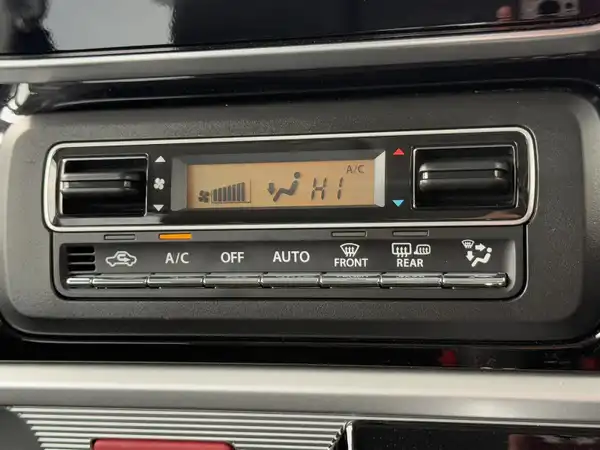 A/C
HI
A/C OFF AUTO FRONT REAR